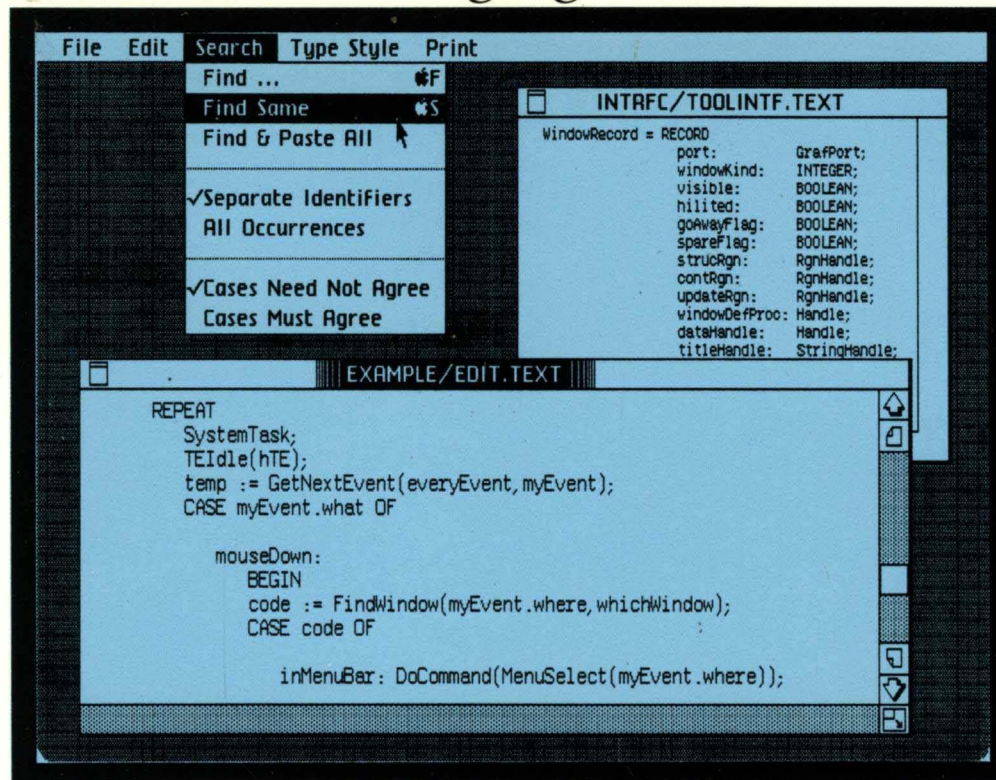 File Edit Search Type Style Print
Find ... F
Find Same S
Find & Paste All
✓Separate Identifiers
All Occurrences
✓Cases Need Not Agree
Cases Must Agree
INTRFC/TOOLINTF.TEXT
WindowRecord = RECORD
port: GrafPort;
windowKind: INTEGER;
visible: BOOLEAN;
hilited: BOOLEAN;
goAwayFlag: BOOLEAN;
spareFlag: BOOLEAN;
strucRgn: RgnHandle;
contRgn: RgnHandle;
updateRgn: RgnHandle;
windowDefProc: Handle;
dataHandle: Handle;
titleHandle: StringHandle;
EXAMPLE/EDIT.TEXT
REPEAT
SystemTask;
TEIdle(hTE);
temp := GetNextEvent(everyEvent,myEvent);
CASE myEvent.what OF
mouseDown:
BEGIN
code := FindWindow(myEvent.where,whichWindow);
CASE code OF
inMenuBar: DoCommand(MenuSelect(myEvent.where));